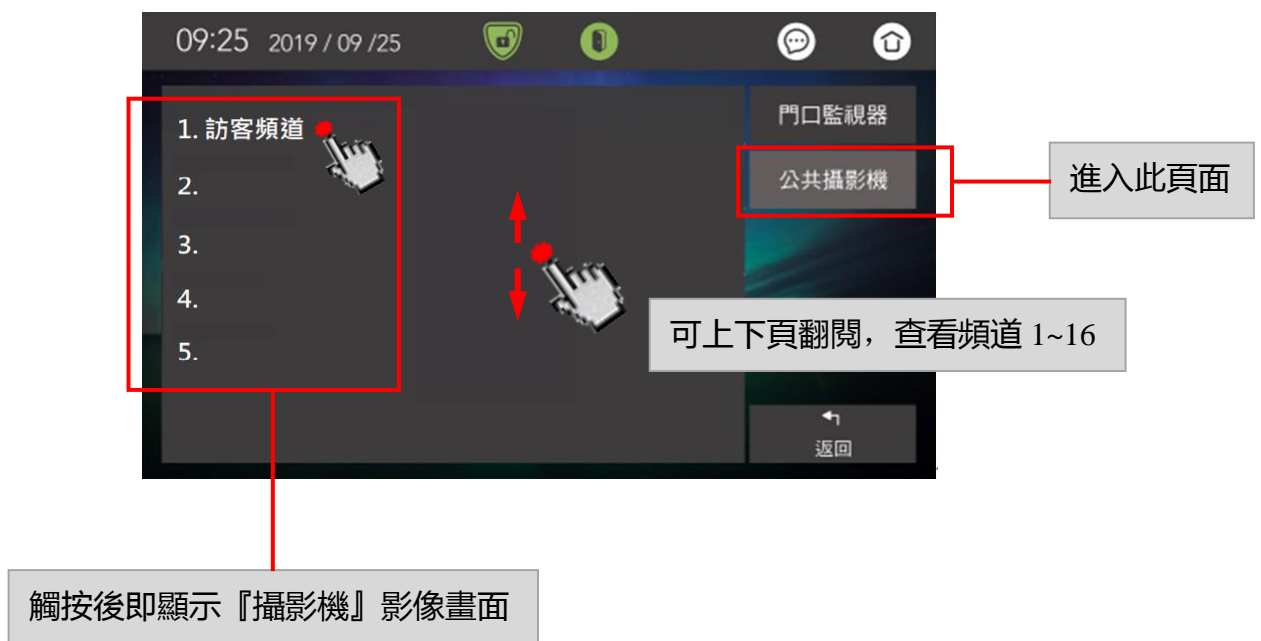 09:25 2019 / 09 /25
1. 訪客頻道
2.
3.
4.
5.
門口監視器
公共攝影機
進入此頁面
可上下頁翻閱，查看頻道 1~16
返回
觸按後即顯示『攝影機』影像畫面